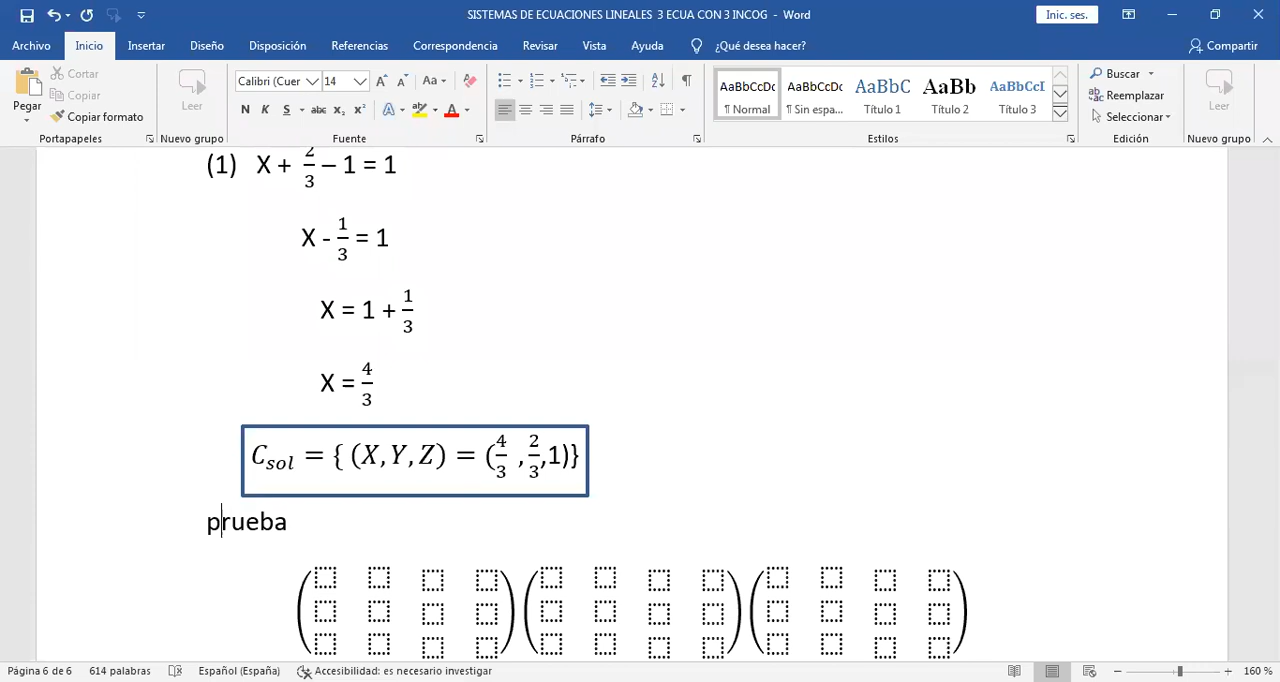 SISTEMAS DE ECUACIONES LINEALES 3 ECUA CON 3 INCOG - Word
Inic. ses.
Archivo Inicio Insertar Diseño Disposición Referencias Correspondencia Revisar Vista Ayuda ¿Qué desea hacer? Compartir
Pegar
Cortar
Copiar
Copiar formato
Portapapeles
Leer
Nuevo grupo
Calibri (Cuer 14 Aa
N K S abc x₂ x² A A
Fuente
Párrafo
AaBbCcDc AaBbCcDc AaBbC AaBb AaBbCcI
¶ Normal ¶ Sin espa... Título 1 Título 2 Título 3
Estilos
Buscar
Reemplazar
Seleccionar
Edición
Leer
Nuevo grupo
(1) X + 2/3 – 1 = 1
X - 1/3 = 1
X = 1 + 1/3
X = 4/3
C_sol = { (X, Y, Z) = (4/3 , 2/3,1)}
prueba
Página 6 de 6 614 palabras Español (España) Accesibilidad: es necesario investigar 160 %